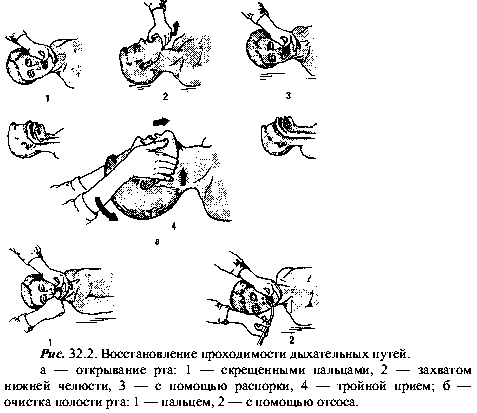 1
2
3
4
а
1
2
Рис. 32.2. Восстановление проходимости дыхательных путей.
а — открывание рта: 1 — скрещенными пальцами, 2 — захватом
нижней челюсти, 3 — с помощью распорки, 4 — тройной прием; б —
очистка полости рта: 1 — пальцем, 2 — с помощью отсоса.